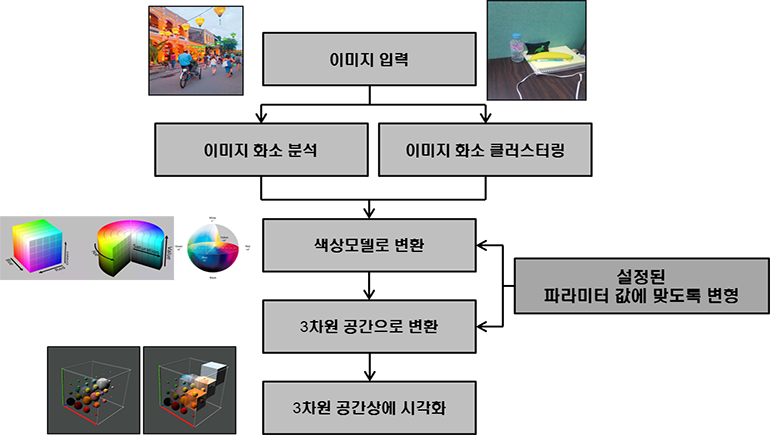 이미지 입력
이미지 화소 분석
이미지 화소 클러스터링
색상모델로 변환
설정된
파라미터 값에 맞도록 변형
3차원 공간으로 변환
3차원 공간상에 시각화
Saturation
Value